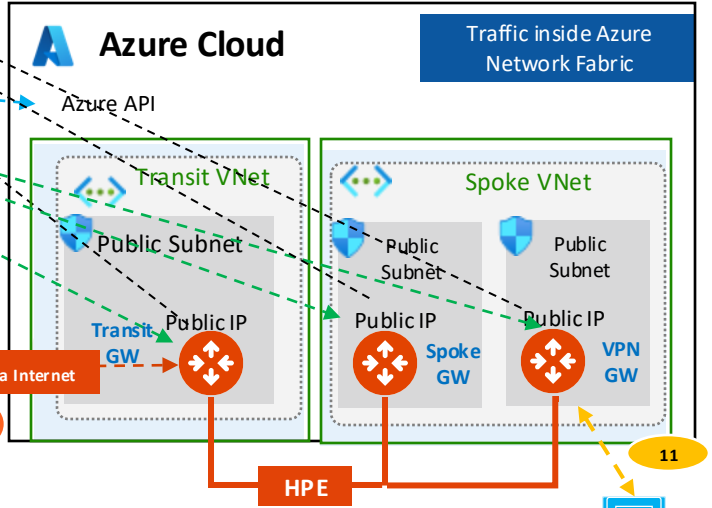 Azure Cloud
Traffic inside Azure
Network Fabric
Azure API
Transit VNet
Spoke VNet
Public Subnet
Public
Subnet
Public
Subnet
Public IP
Transit
GW
Public IP
Spoke
GW
Public IP
VPN
GW
a Internet
HPE
11